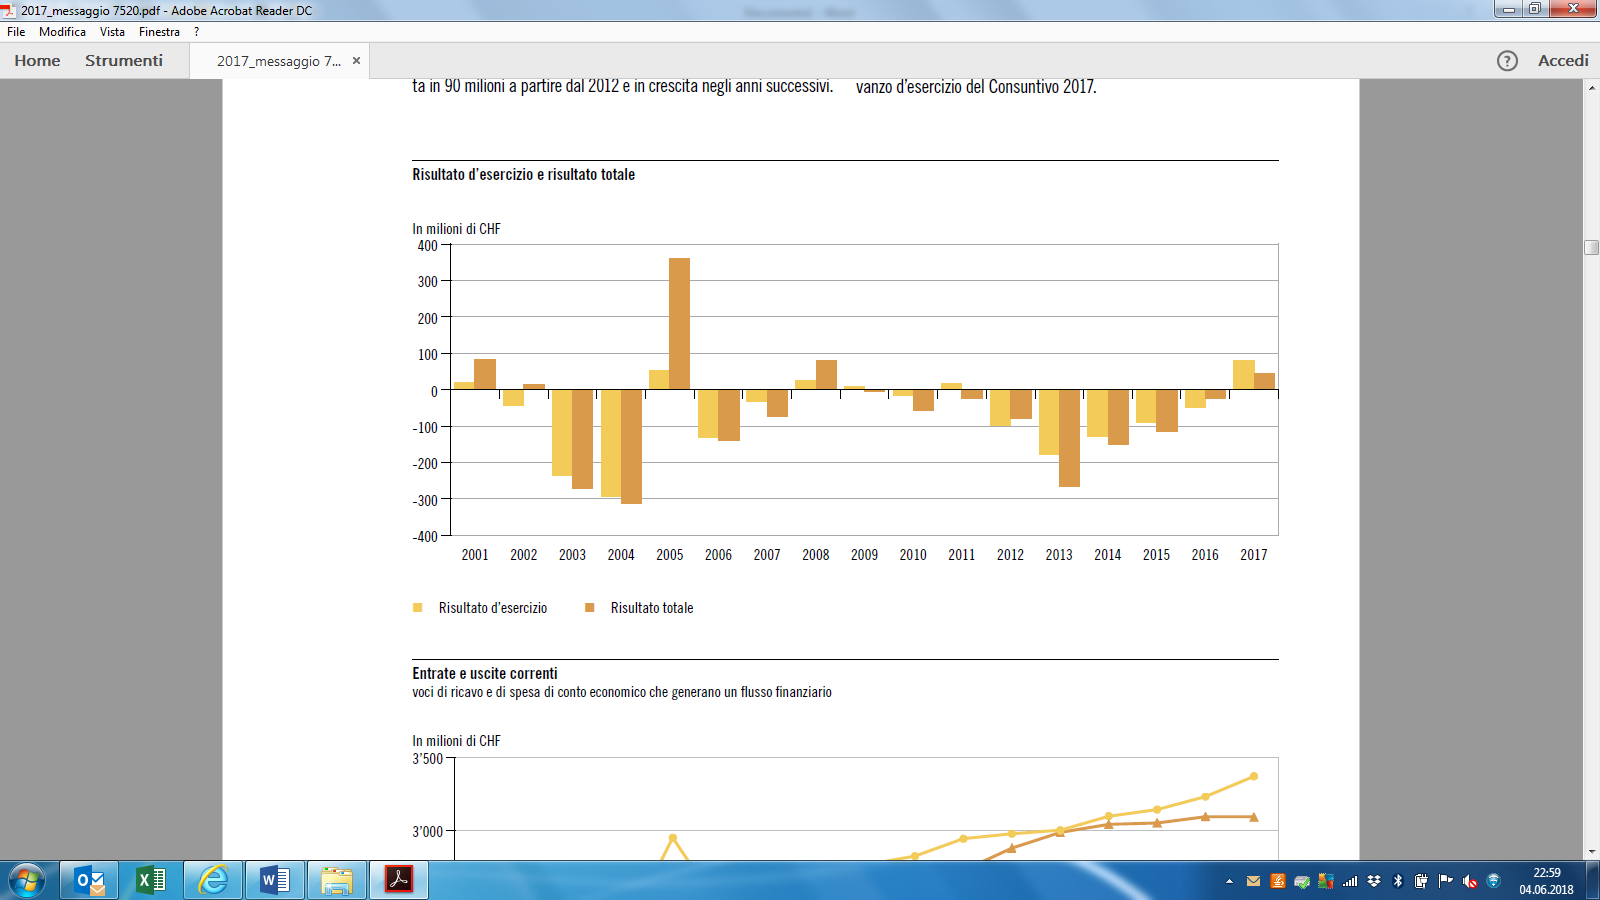 2017_messaggio 7520.pdf - Adobe Acrobat Reader DC
File Modifica Vista Finestra ?
Home Strumenti 2017_messaggio 7... × ? Accedi
ta in 90 milioni a partire dal 2012 e in crescita negli anni successivi.
vanzo d'esercizio del Consuntivo 2017.
Risultato d'esercizio e risultato totale
In milioni di CHF
400
300
200
100
0
-100
-200
-300
-400
2001 2002 2003 2004 2005 2006 2007 2008 2009 2010 2011 2012 2013 2014 2015 2016 2017
Risultato d'esercizio Risultato totale
Entrate e uscite correnti
voci di ricavo e di spesa di conto economico che generano un flusso finanziario
In milioni di CHF
3'500
3'000
22:59
04.06.2018